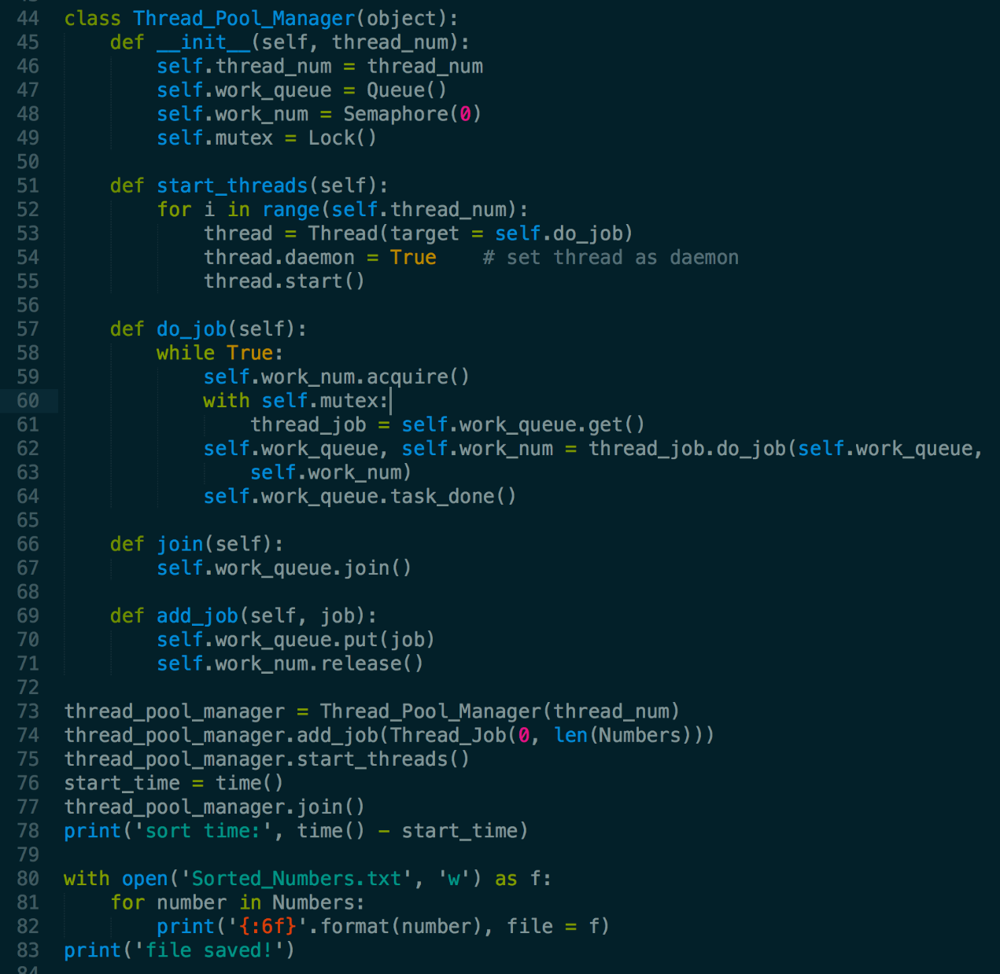 44 class Thread_Pool_Manager(object):
45     def __init__(self, thread_num):
46         self.thread_num = thread_num
47         self.work_queue = Queue()
48         self.work_num = Semaphore(0)
49         self.mutex = Lock()
50
51     def start_threads(self):
52         for i in range(self.thread_num):
53             thread = Thread(target = self.do_job)
54             thread.daemon = True    # set thread as daemon
55             thread.start()
56
57     def do_job(self):
58         while True:
59             self.work_num.acquire()
60             with self.mutex:
61                 thread_job = self.work_queue.get()
62             self.work_queue, self.work_num = thread_job.do_job(self.work_queue,
63                 self.work_num)
64             self.work_queue.task_done()
65
66     def join(self):
67         self.work_queue.join()
68
69     def add_job(self, job):
70         self.work_queue.put(job)
71         self.work_num.release()
72
73 thread_pool_manager = Thread_Pool_Manager(thread_num)
74 thread_pool_manager.add_job(Thread_Job(0, len(Numbers)))
75 thread_pool_manager.start_threads()
76 start_time = time()
77 thread_pool_manager.join()
78 print('sort time:', time() - start_time)
79
80 with open('Sorted_Numbers.txt', 'w') as f:
81     for number in Numbers:
82         print('{:6f}'.format(number), file = f)
83 print('file saved!')
84